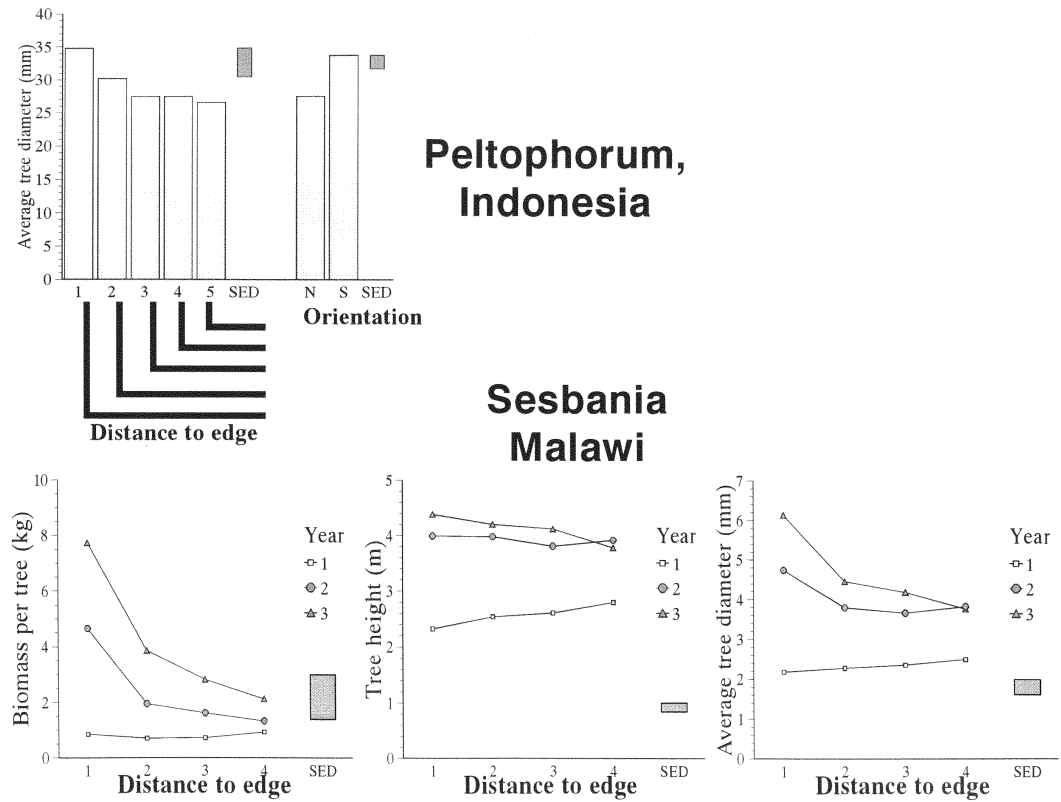 40
35
30
25
20
15
10
5
0
Average tree diameter (mm)
1 2 3 4 5 SED
N S SED
Orientation
Distance to edge
Peltophorum,
Indonesia
Sesbania
Malawi
10
8
6
4
2
0
Biomass per tree (kg)
Year
1
2
3
1 2 3 4 SED
Distance to edge
5
4
3
2
1
0
Tree height (m)
Year
1
2
3
1 2 3 4 SED
Distance to edge
7
6
5
4
3
2
1
0
Average tree diameter (mm)
Year
1
2
3
1 2 3 4 SED
Distance to edge